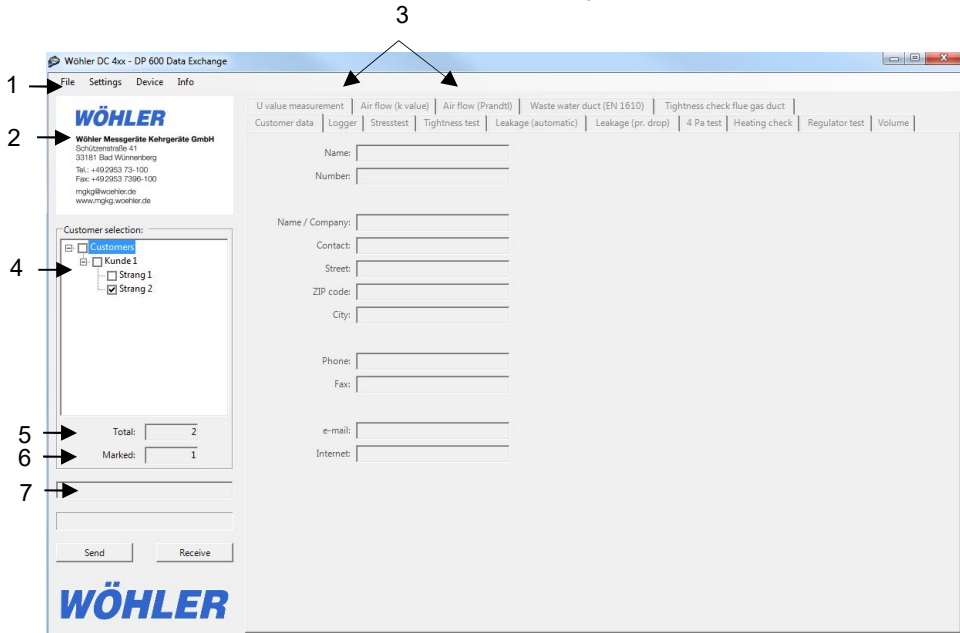 3
Wöhler DC 4xx - DP 600 Data Exchange
1
File Settings Device Info
WÖHLER
2
Wöhler Messgeräte Kehrgeräte GmbH
Schützenstraße 41
33181 Bad Wünnenberg
Tel.: +492953 73-100
Fax: +492953 7396-100
mgkg@woehler.de
www.mgkg.woehler.de
U value measurement Air flow (k value) Air flow (Prandtl) Waste water duct (EN 1610) Tightness check flue gas duct
Customer data Logger Stresstest Tightness test Leakage (automatic) Leakage (pr. drop) 4 Pa test Heating check Regulator test Volume
Name:
Number:
Name / Company:
Contact:
Street:
ZIP code:
City:
Phone:
Fax:
e-mail:
Internet:
Customer selection:
Customers
4
Kunde 1
Strang 1
Strang 2
5
Total: 2
6
Marked: 1
7
Send Receive
WÖHLER